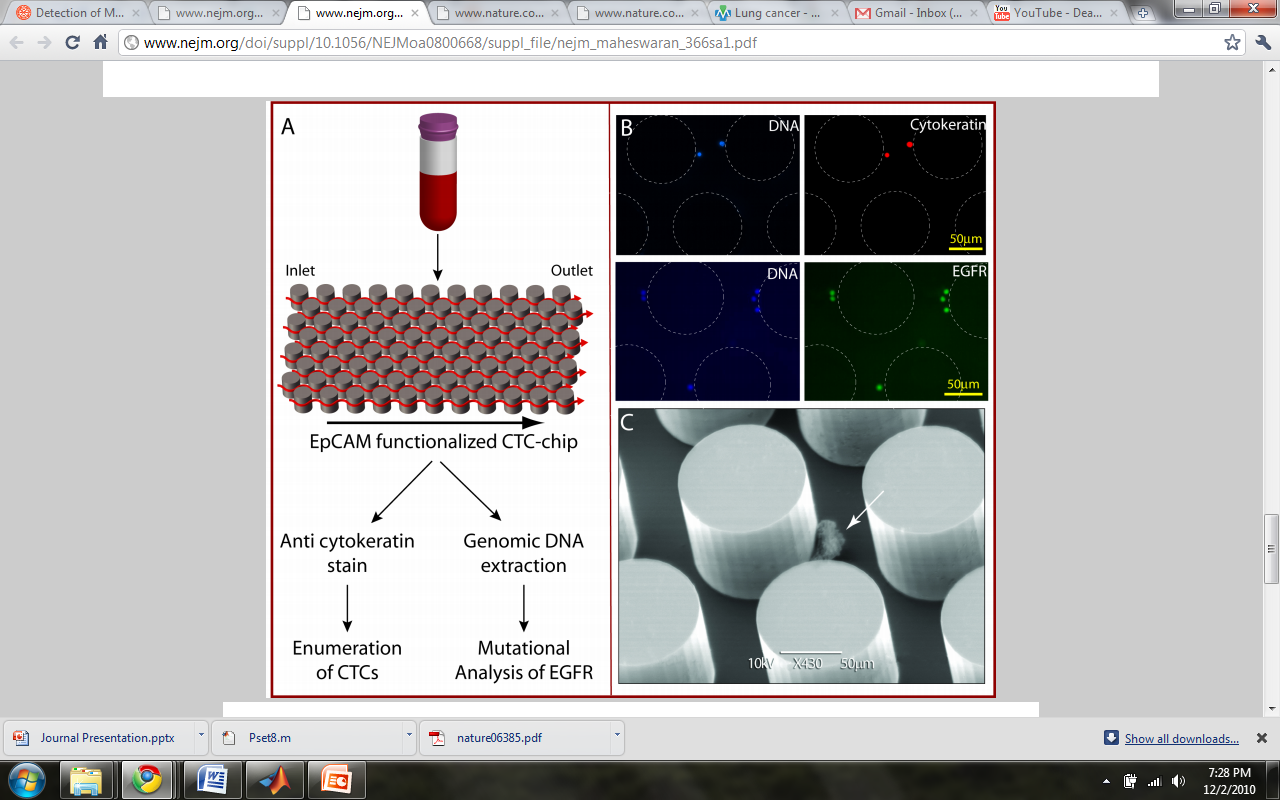 Detection of M...
www.nejm.org...
www.nejm.org...
www.nature.co...
www.nature.co...
Lung cancer - ...
Gmail - Inbox (...
YouTube - Dea...
www.nejm.org/doi/suppl/10.1056/NEJMoa0800668/suppl_file/nejm_maheswaran_366sa1.pdf
A
Inlet
Outlet
EpCAM functionalized CTC-chip
Anti cytokeratin
stain
Genomic DNA
extraction
Enumeration
of CTCs
Mutational
Analysis of EGFR
B
DNA
Cytokeratin
50μm
DNA
EGFR
50μm
C
10kV X430 50μm
Journal Presentation.pptx
Pset8.m
nature06385.pdf
Show all downloads...
7:28 PM
12/2/2010